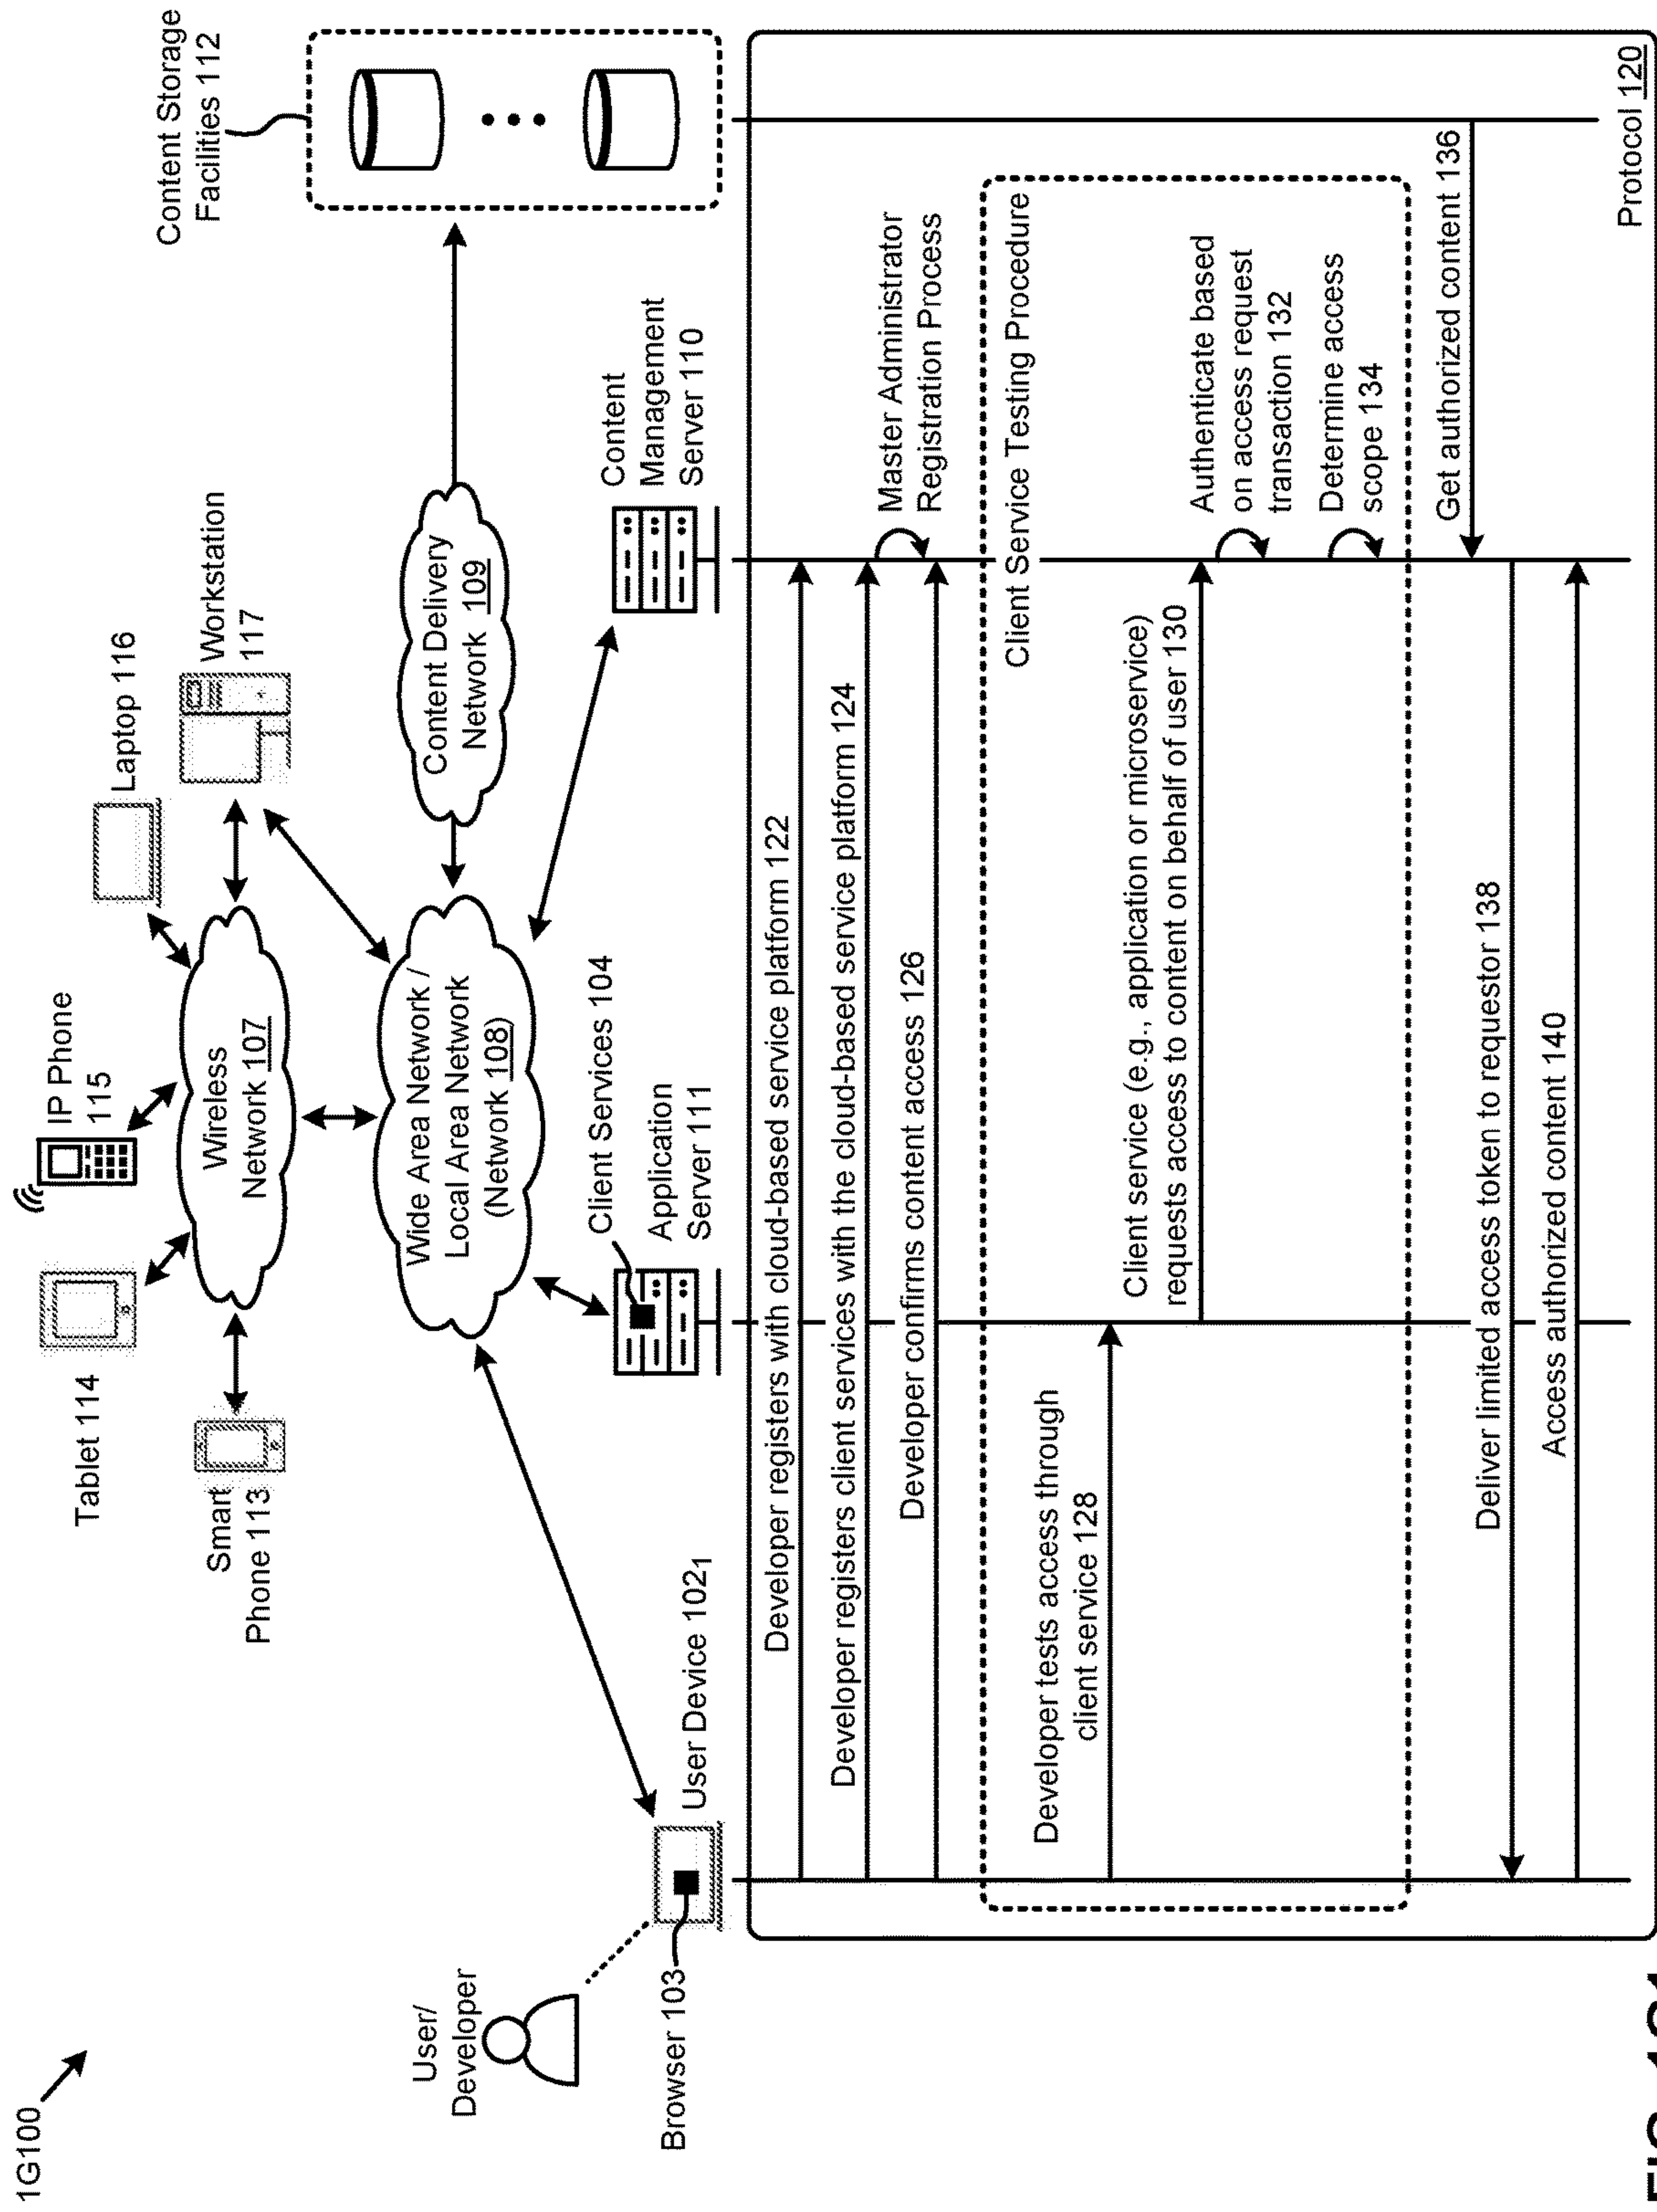 1G100
Tablet 114
IP Phone
115
Laptop 116
Smart
Phone 113
Wireless
Network 107
Workstation
117
Content Storage
Facilities 112
User/
Developer
Wide Area Network /
Local Area Network
(Network 108)
Content Delivery
Network 109
Browser 103
User Device 102₁
Client Services 104
Application
Server 111
Content
Management
Server 110
Developer registers with cloud-based service platform 122
Developer registers client services with the cloud-based service platform 124
Master Administrator
Registration Process
Developer confirms content access 126
Client Service Testing Procedure
Developer tests access through
client service 128
Client service (e.g., application or microservice)
requests access to content on behalf of user 130
Authenticate based
on access request
transaction 132
Determine access
scope 134
Get authorized content 136
Deliver limited access token to requestor 138
Access authorized content 140
Protocol 120